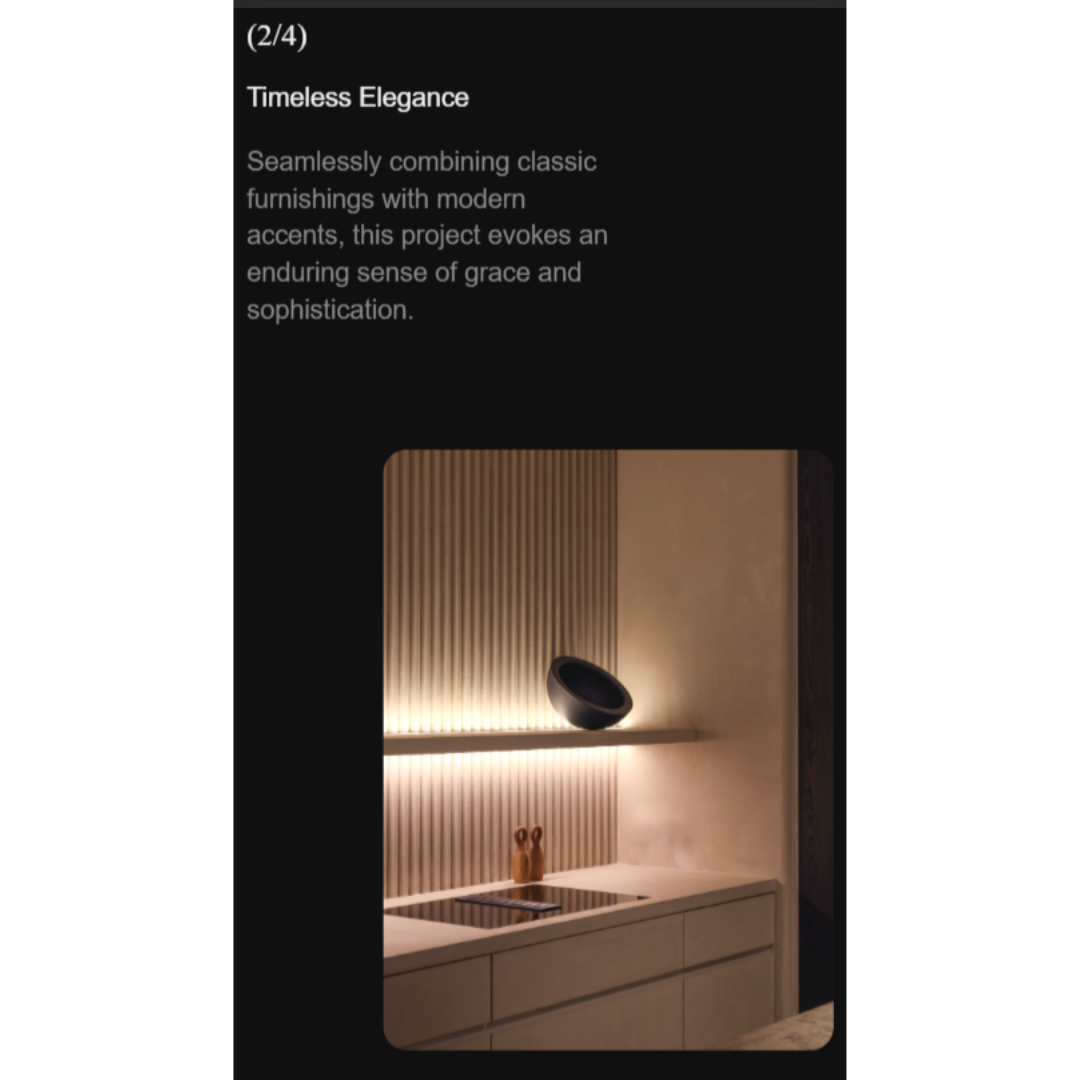 (2/4)
Timeless Elegance
Seamlessly combining classic
furnishings with modern
accents, this project evokes an
enduring sense of grace and
sophistication.